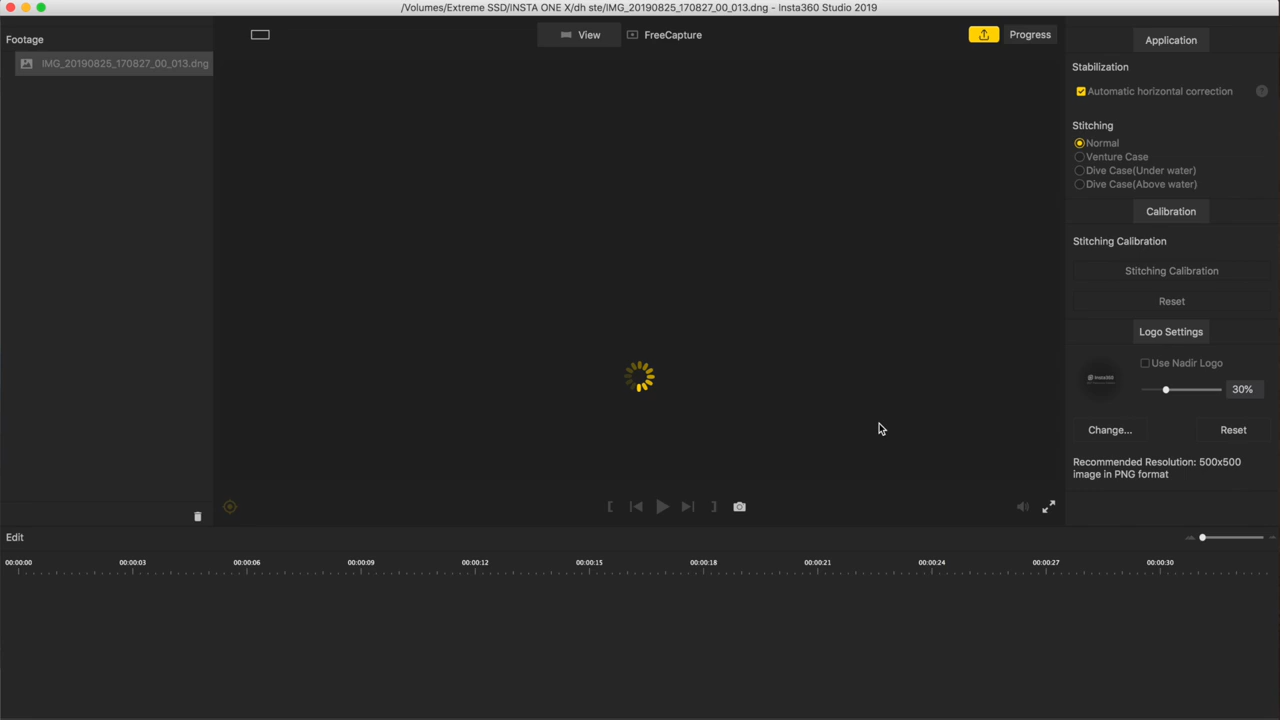 /Volumes/Extreme SSD/INSTA ONE X/dh ste/IMG_20190825_170827_00_013.dng - Insta360 Studio 2019
Footage
View
FreeCapture
Progress
Application
IMG_20190825_170827_00_013.dng
Stabilization
Automatic horizontal correction
?
Stitching
Normal
Venture Case
Dive Case(Under water)
Dive Case(Above water)
Calibration
Stitching Calibration
Stitching Calibration
Reset
Logo Settings
Use Nadir Logo
Insta360
30%
Change...
Reset
Recommended Resolution: 500x500
image in PNG format
Edit
00:00:00
00:00:03
00:00:06
00:00:09
00:00:12
00:00:15
00:00:18
00:00:21
00:00:24
00:00:27
00:00:30